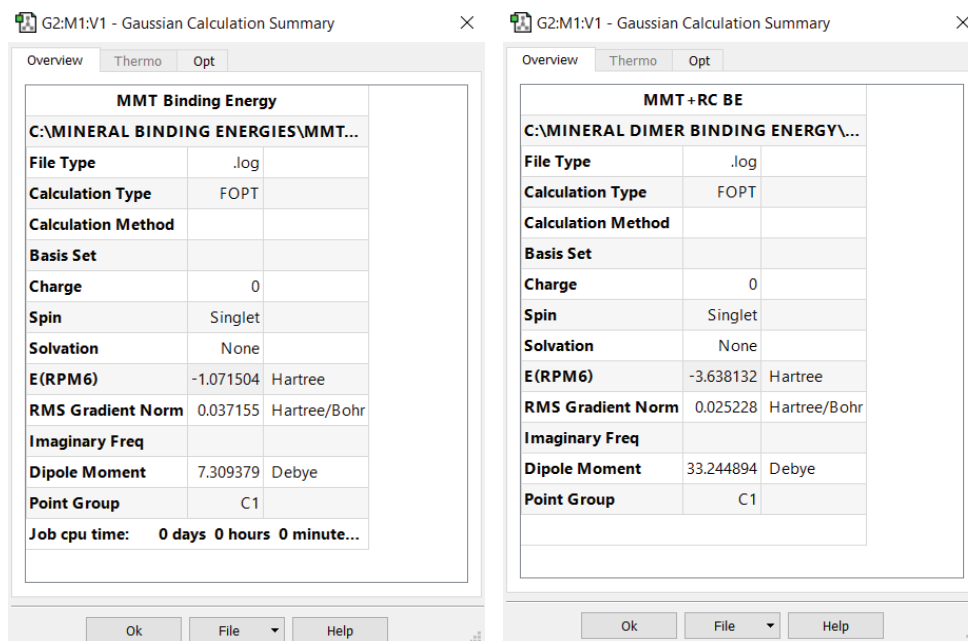 G2:M1:V1 - Gaussian Calculation Summary
Overview Thermo Opt
MMT Binding Energy
C:\MINERAL BINDING ENERGIES\MMT...
File Type .log
Calculation Type FOPT
Calculation Method
Basis Set
Charge 0
Spin Singlet
Solvation None
E(RPM6) -1.071504 Hartree
RMS Gradient Norm 0.037155 Hartree/Bohr
Imaginary Freq
Dipole Moment 7.309379 Debye
Point Group C1
Job cpu time: 0 days 0 hours 0 minute...
Ok File Help
G2:M1:V1 - Gaussian Calculation Summary
Overview Thermo Opt
MMT+RC BE
C:\MINERAL DIMER BINDING ENERGY\...
File Type .log
Calculation Type FOPT
Calculation Method
Basis Set
Charge 0
Spin Singlet
Solvation None
E(RPM6) -3.638132 Hartree
RMS Gradient Norm 0.025228 Hartree/Bohr
Imaginary Freq
Dipole Moment 33.244894 Debye
Point Group C1
Ok File Help